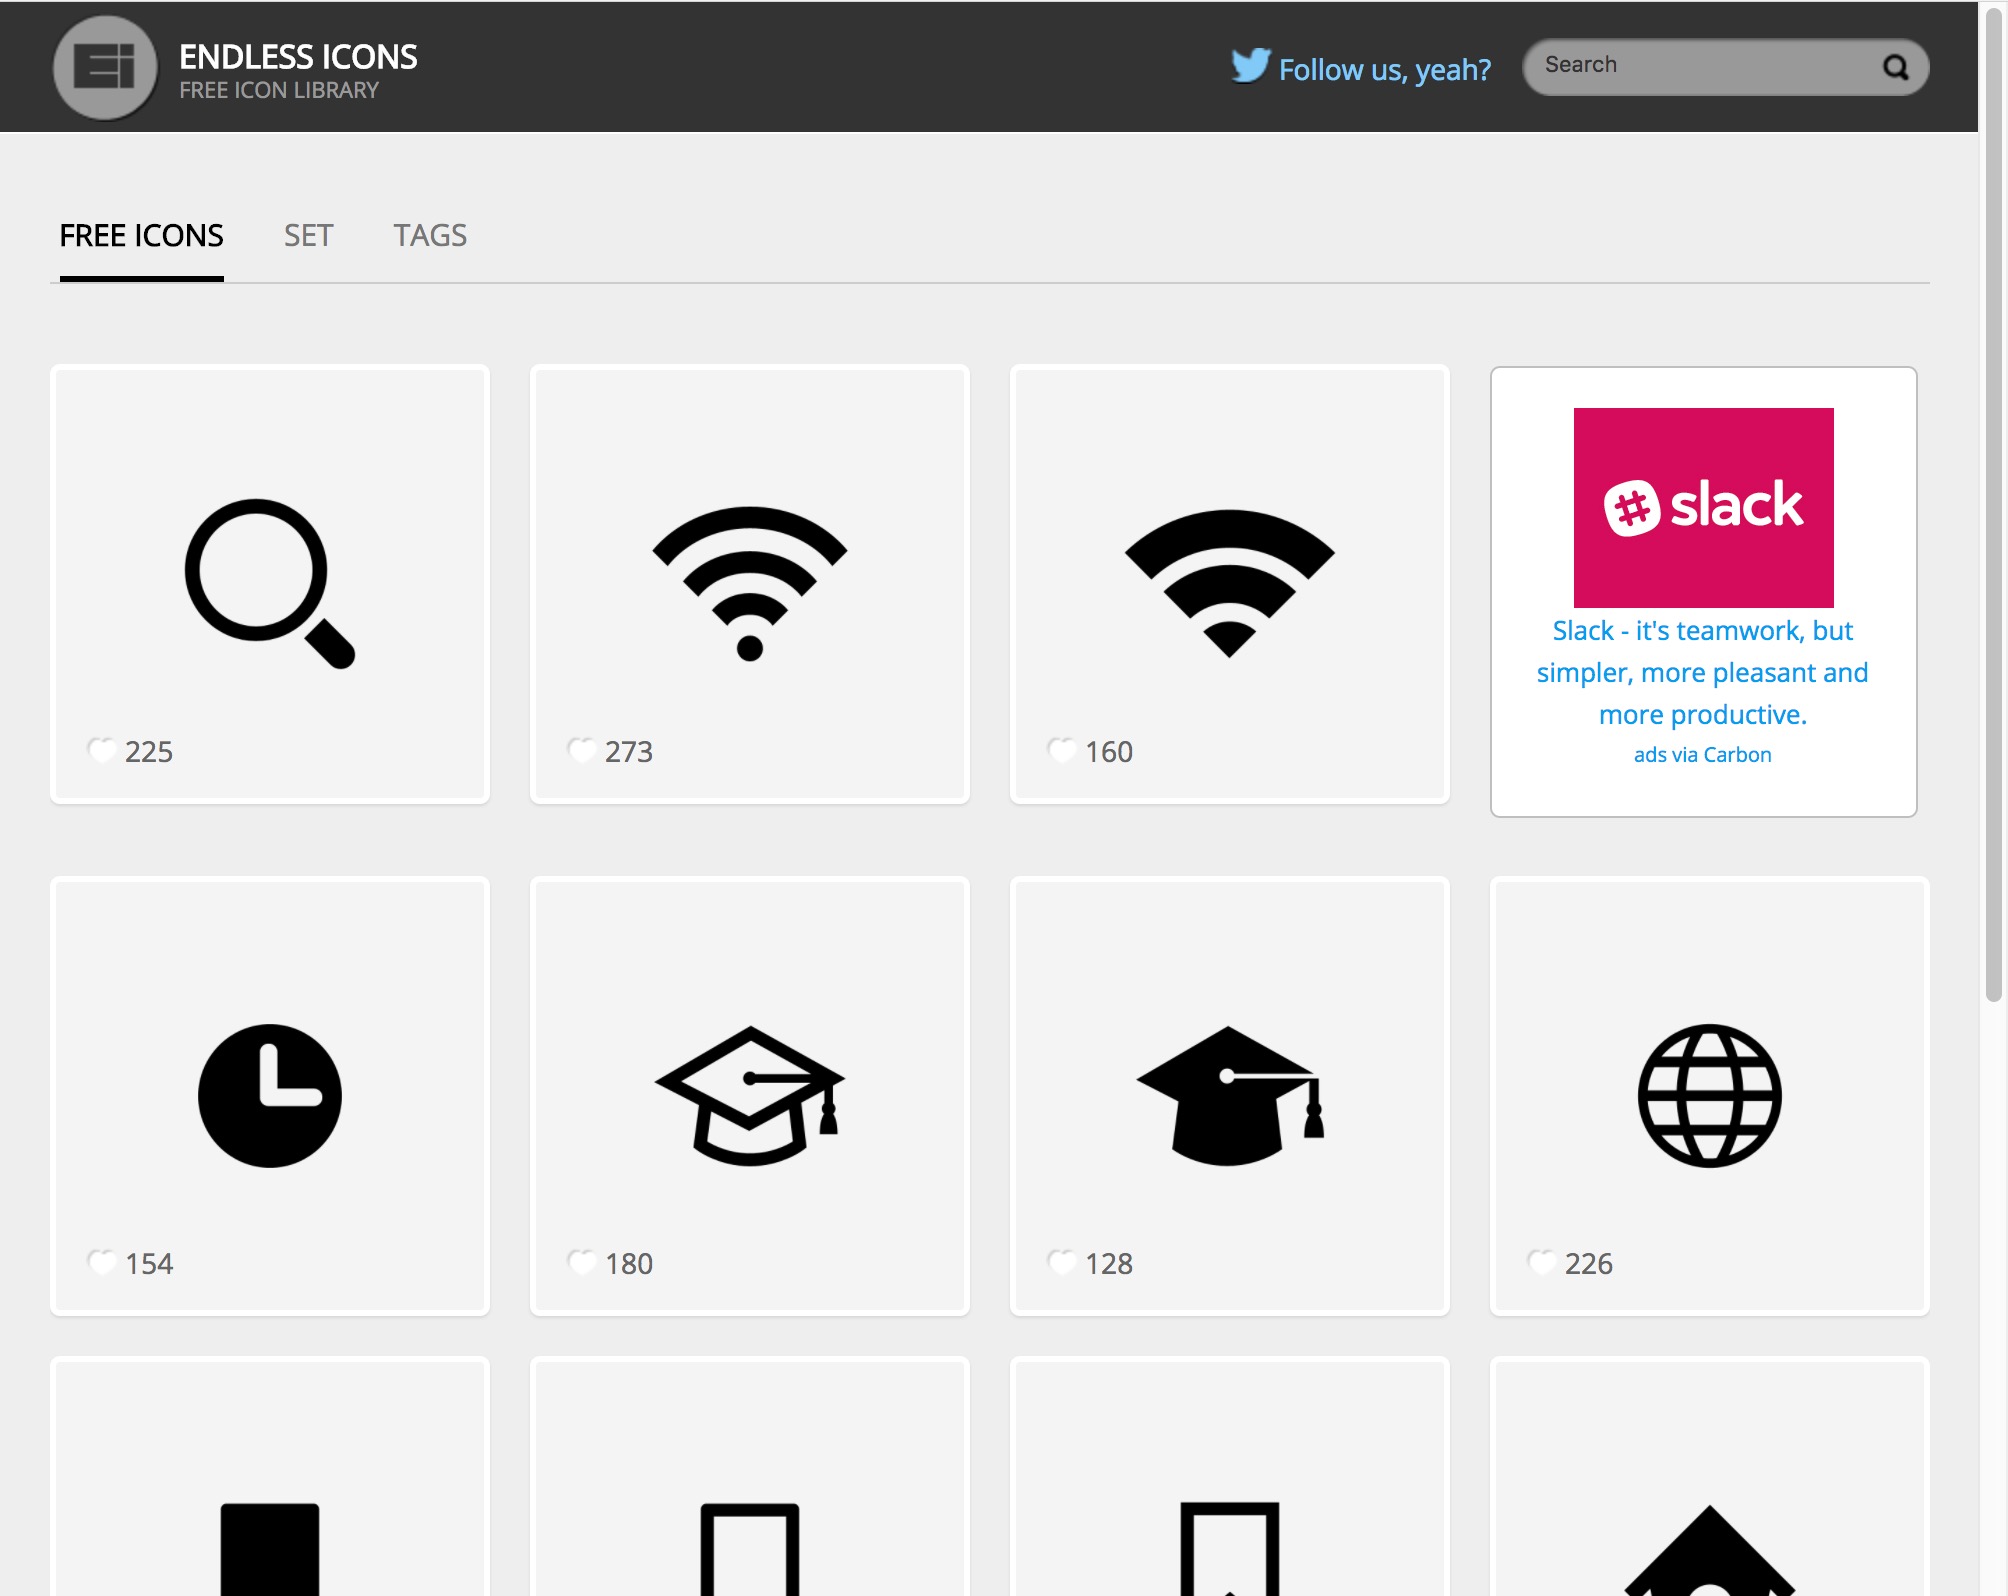 Ei
ENDLESS ICONS
FREE ICON LIBRARY
Follow us, yeah?
Search
FREE ICONS
SET
TAGS
slack
Slack - it's teamwork, but
simpler, more pleasant and
more productive.
ads via Carbon
225
273
160
154
180
128
226